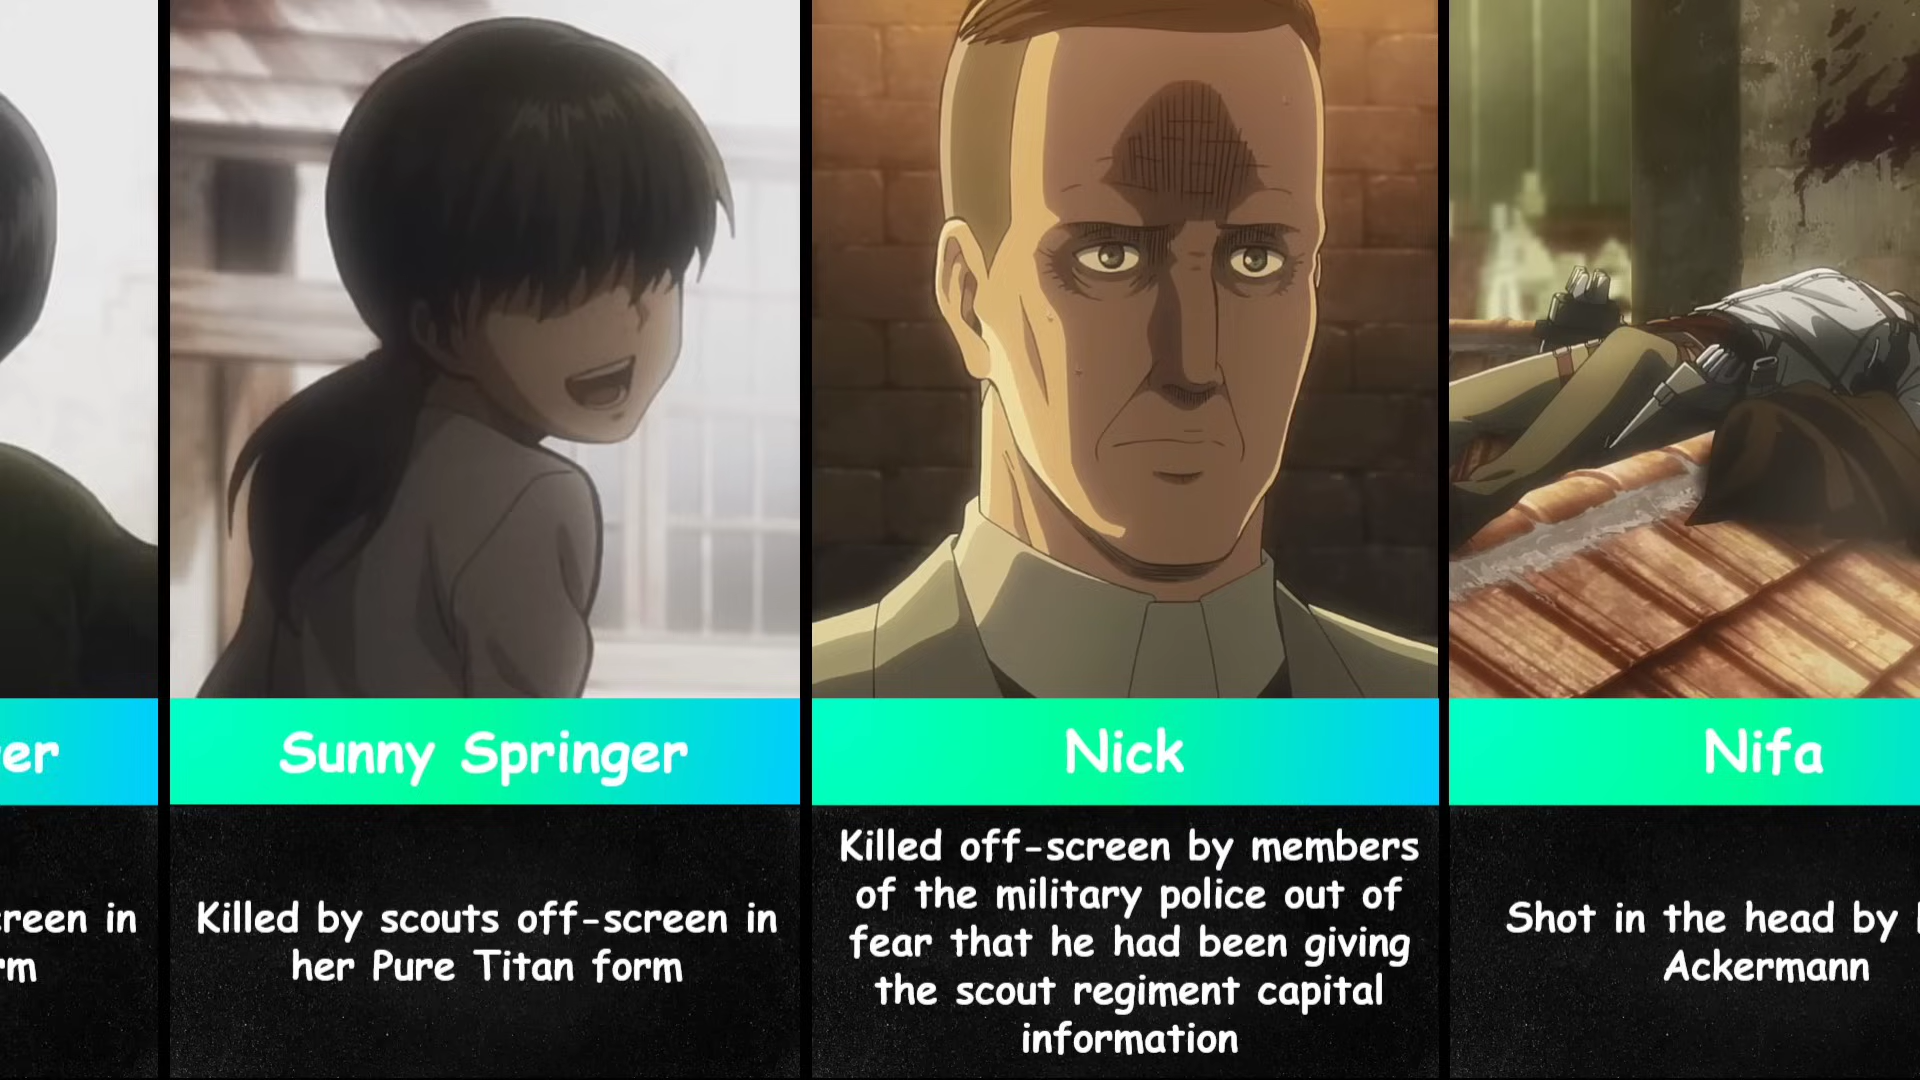 er
creen in
rm
Sunny Springer
Killed by scouts off-screen in
her Pure Titan form
Nick
Killed off-screen by members
of the military police out of
fear that he had been giving
the scout regiment capital
information
Nifa
Shot in the head by
Ackermann